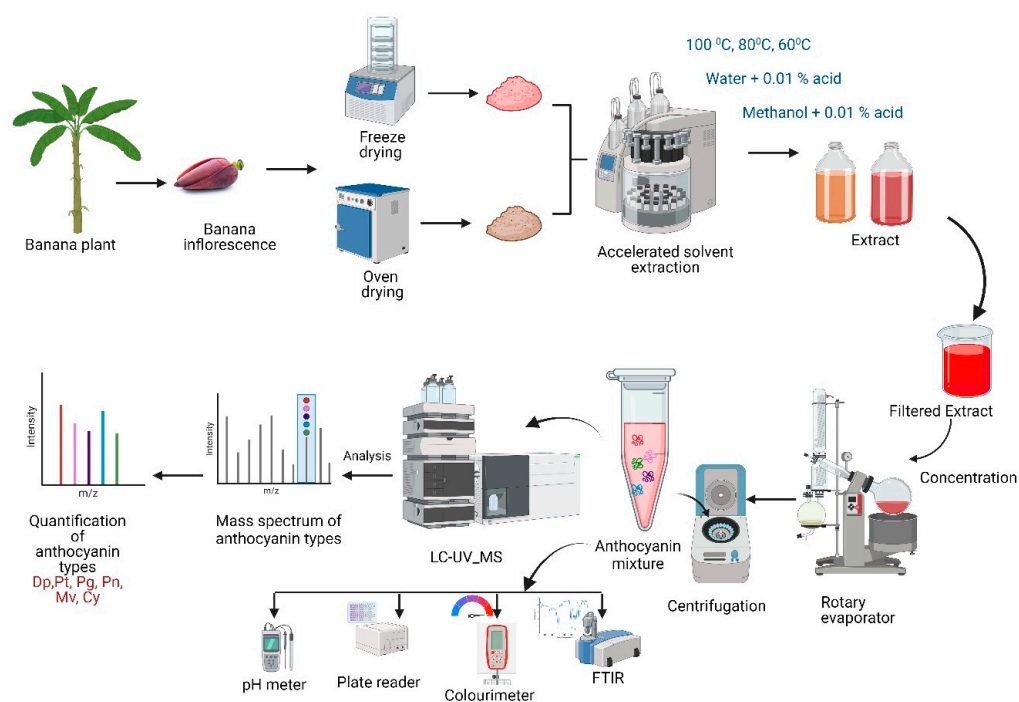 100 ⁰C, 80⁰C, 60⁰C
Water + 0.01 % acid
Methanol + 0.01 % acid
Freeze
drying
Banana plant
Banana
inflorescence
Oven
drying
Accelerated solvent
extraction
Extract
Filtered Extract
Concentration
Rotary
evaporator
Centrifugation
Anthocyanin
mixture
LC-UV_MS
Analysis
Intensity
m/z
Mass spectrum of
anthocyanin types
Intensity
m/z
Quantification
of
anthocyanin
types
Dp,Pt, Pg, Pn,
Mv, Cy
pH meter
Plate reader
Colourimeter
FTIR